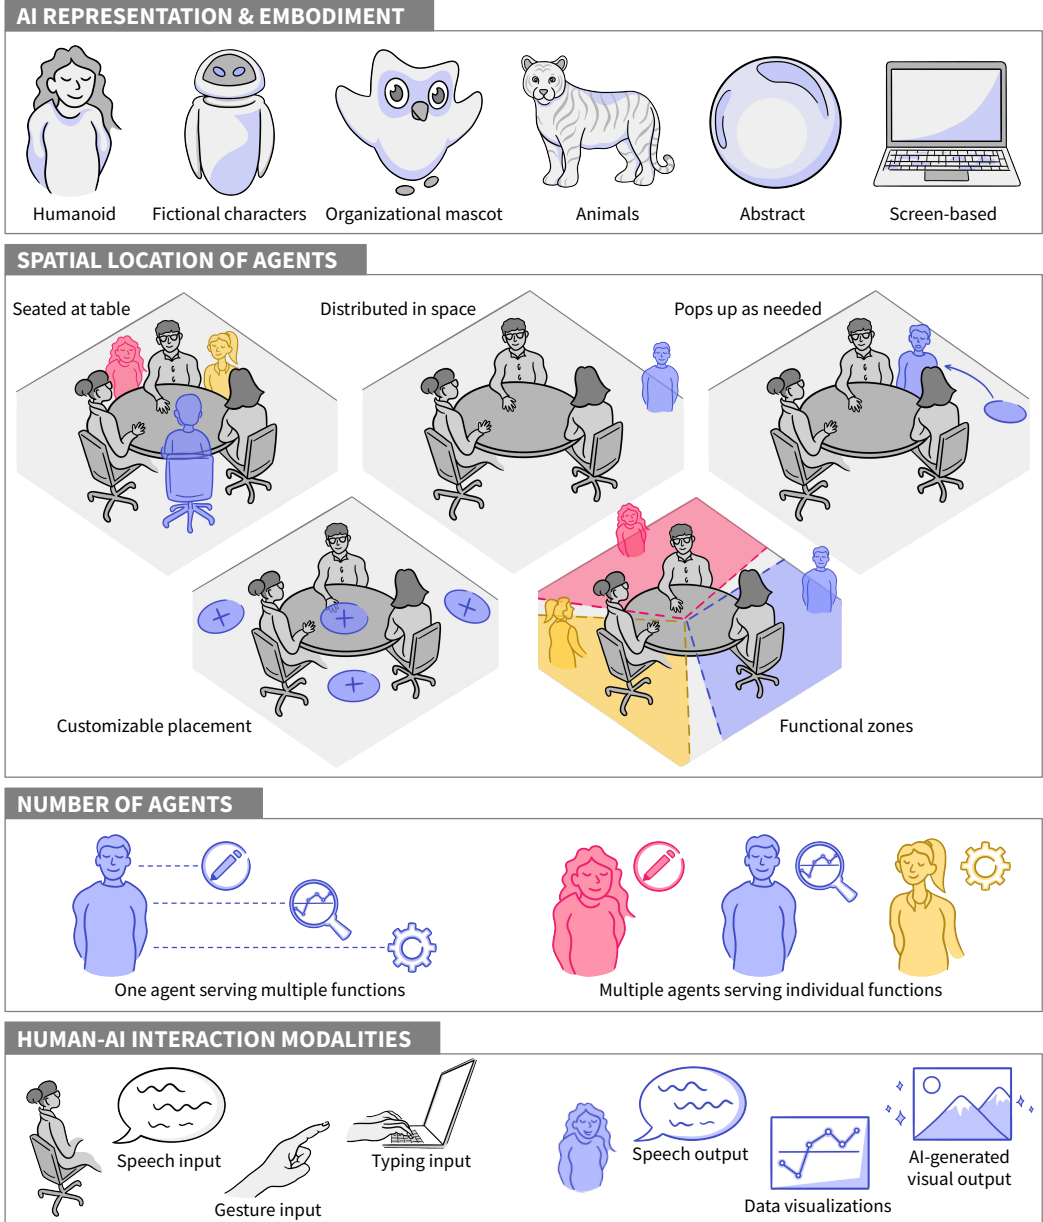 AI REPRESENTATION & EMBODIMENT
Humanoid
Fictional characters
Organizational mascot
Animals
Abstract
Screen-based
SPATIAL LOCATION OF AGENTS
Seated at table
Distributed in space
Pops up as needed
Customizable placement
Functional zones
NUMBER OF AGENTS
One agent serving multiple functions
Multiple agents serving individual functions
HUMAN-AI INTERACTION MODALITIES
Speech input
Gesture input
Typing input
Speech output
Data visualizations
AI-generated
visual output